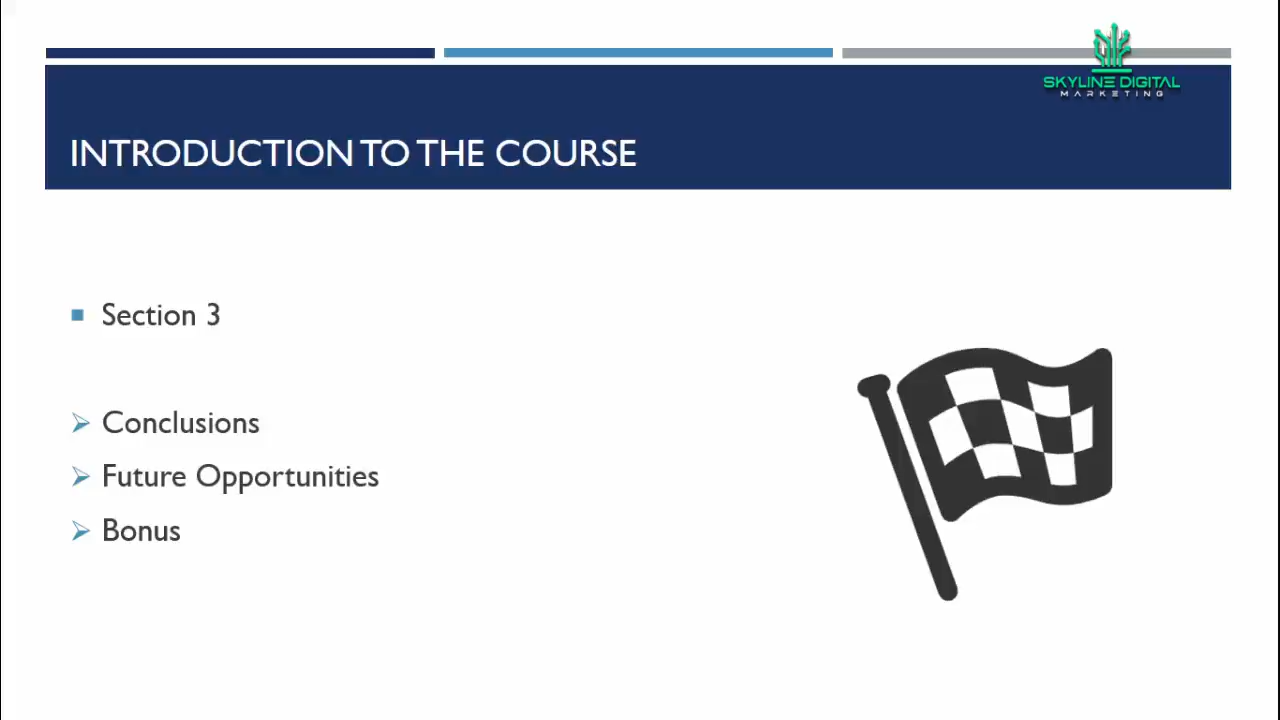 SKYLINE DIGITAL
MARKETING
INTRODUCTION TO THE COURSE
Section 3
Conclusions
Future Opportunities
Bonus